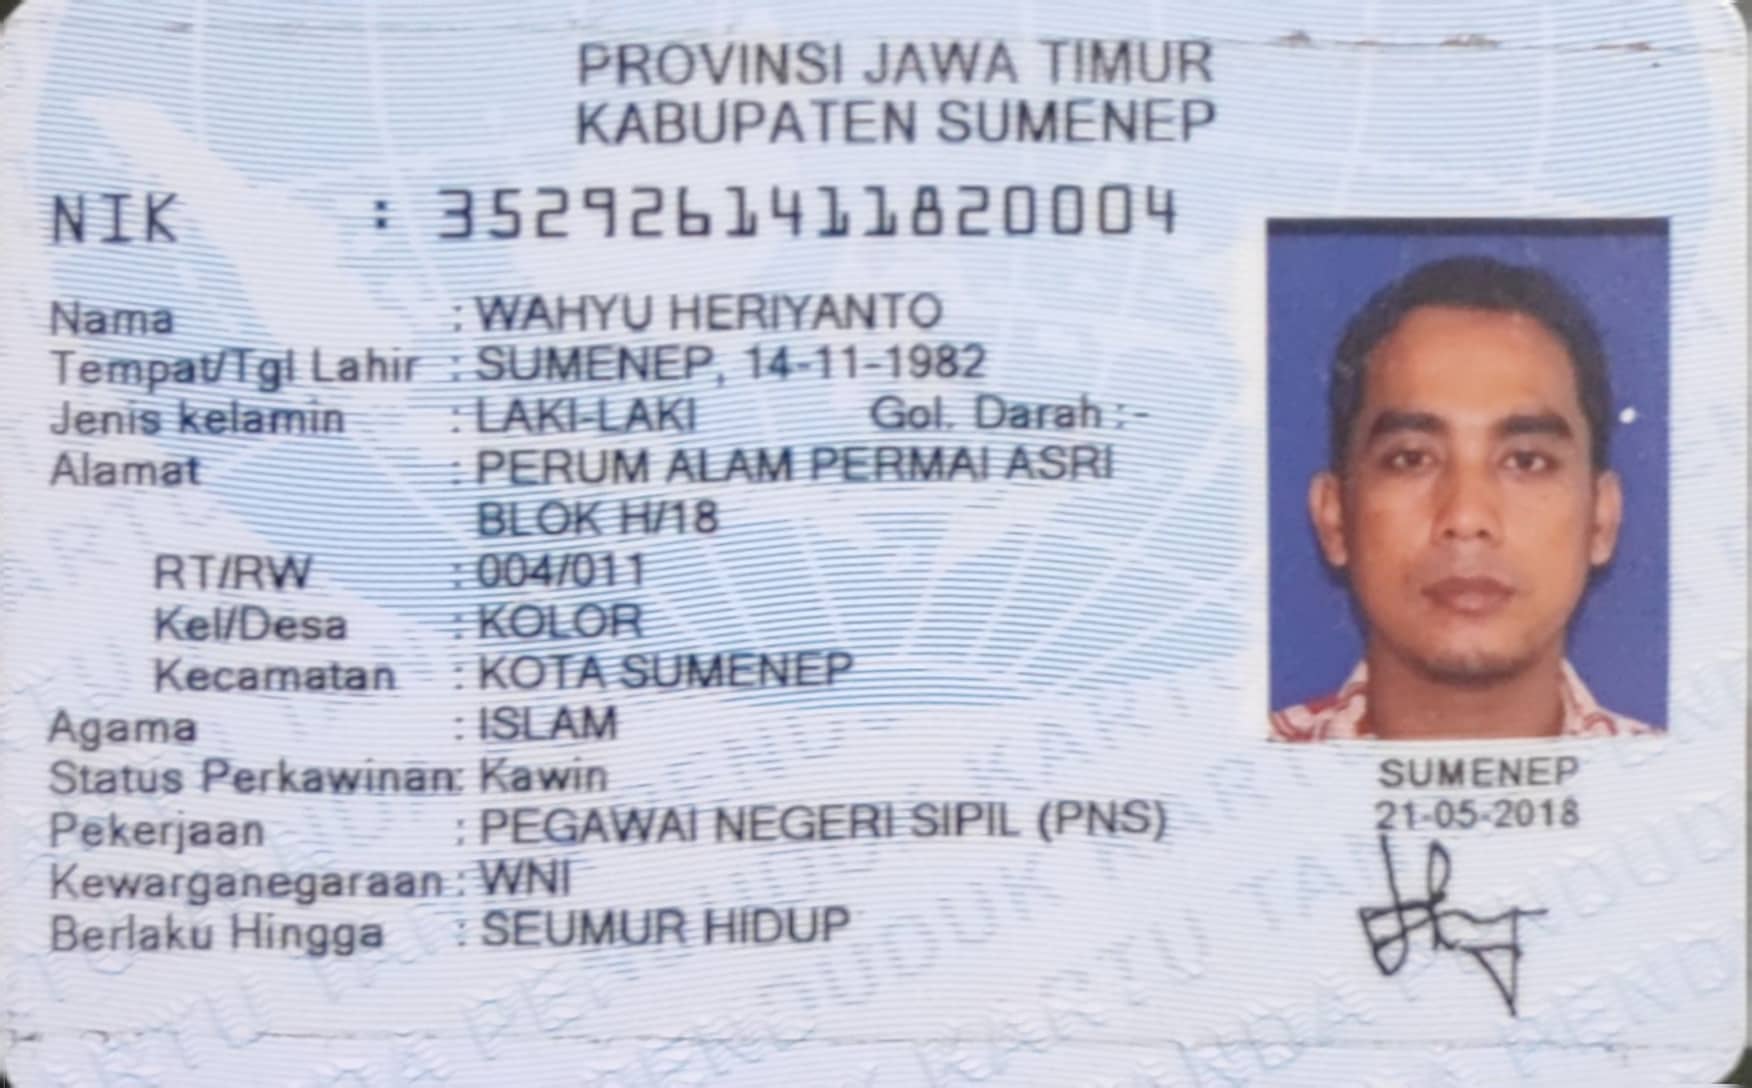 PROVINSI JAWA TIMUR
KABUPATEN SUMENEP
NIK : 3529261411820004
Nama : WAHYU HERIYANTO
Tempat/Tgl Lahir : SUMENEP, 14-11-1982
Jenis kelamin : LAKI-LAKI Gol. Darah :-
Alamat : PERUM ALAM PERMAI ASRI
BLOK H/18
RT/RW : 004/011
Kel/Desa : KOLOR
Kecamatan : KOTA SUMENEP
Agama : ISLAM
Status Perkawinan: Kawin
Pekerjaan : PEGAWAI NEGERI SIPIL (PNS)
Kewarganegaraan : WNI
Berlaku Hingga : SEUMUR HIDUP
SUMENEP
21-05-2018